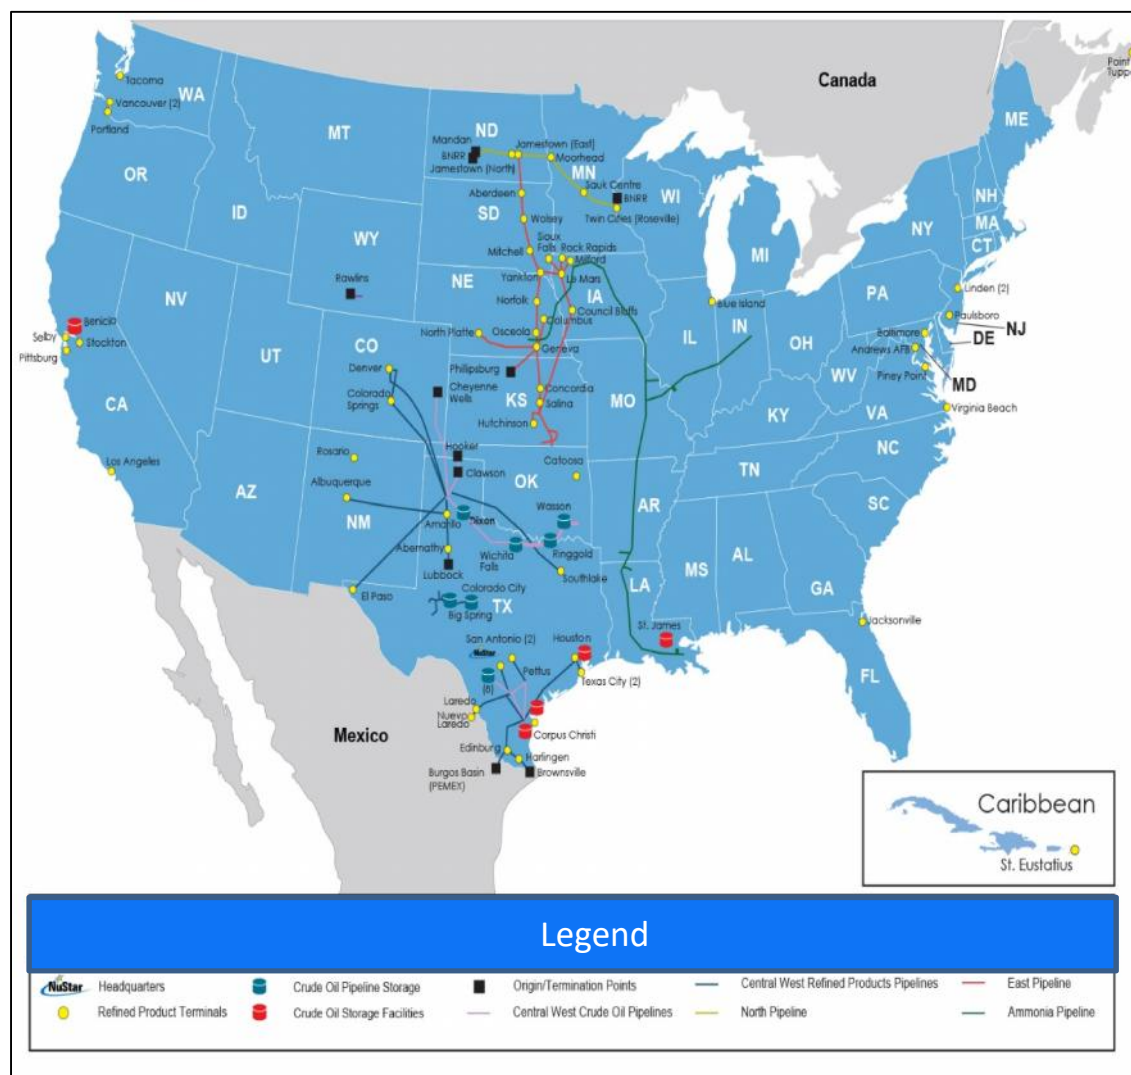 Canada
Point
Tupper
Tacoma
WA
Vancouver (2)
Portland
MT
ND
Mandan
BNRR
Jamestown (East)
Jamestown (North)
Moorhead
MN
ME
OR
ID
Sauk Centre
BNRR
Twin Cities (Roseville)
WI
NH
MA
CT
NY
MI
Aberdeen
SD
Wolsey
Sioux
Falls
Rock Rapids
Milford
Mitchell
WY
Rawlins
Yankton
Le Mars
NE
IA
PA
Linden (2)
NV
Norfolk
Council Bluffs
Columbus
Blue Island
Paulsboro
NJ
DE
Benicia
Selby
Stockton
Pittsburg
North Platte
Osceola
Geneva
IL
IN
OH
Baltimore
Andrews AFB
Piney Point
MD
WV
UT
CO
Denver
Philipsburg
Cheyenne
Wells
Colorado
Springs
Concordia
KS
Salina
Hutchinson
MO
KY
VA
Virginia Beach
CA
Los Angeles
Rosario
Hooker
Clawson
Catoosa
OK
TN
NC
Albuquerque
AZ
NM
Amarillo
Dixon
Wasson
AR
SC
Abernathy
Lubbock
Wichita
Falls
Ringgold
Southlake
LA
MS
AL
GA
El Paso
Colorado City
Big Spring
TX
St. James
Jacksonville
San Antonio (2)
NuStar
Houston
Pettus
(8)
Texas City (2)
FL
Laredo
Nuevo
Laredo
Mexico
Corpus Christi
Edinburg
Harlingen
Burgos Basin
(PEMEX)
Brownsville
Caribbean
St. Eustatius
Legend
NuStar Headquarters
Crude Oil Pipeline Storage
Origin/Termination Points
Central West Refined Products Pipelines
East Pipeline
Refined Product Terminals
Crude Oil Storage Facilities
Central West Crude Oil Pipelines
North Pipeline
Ammonia Pipeline